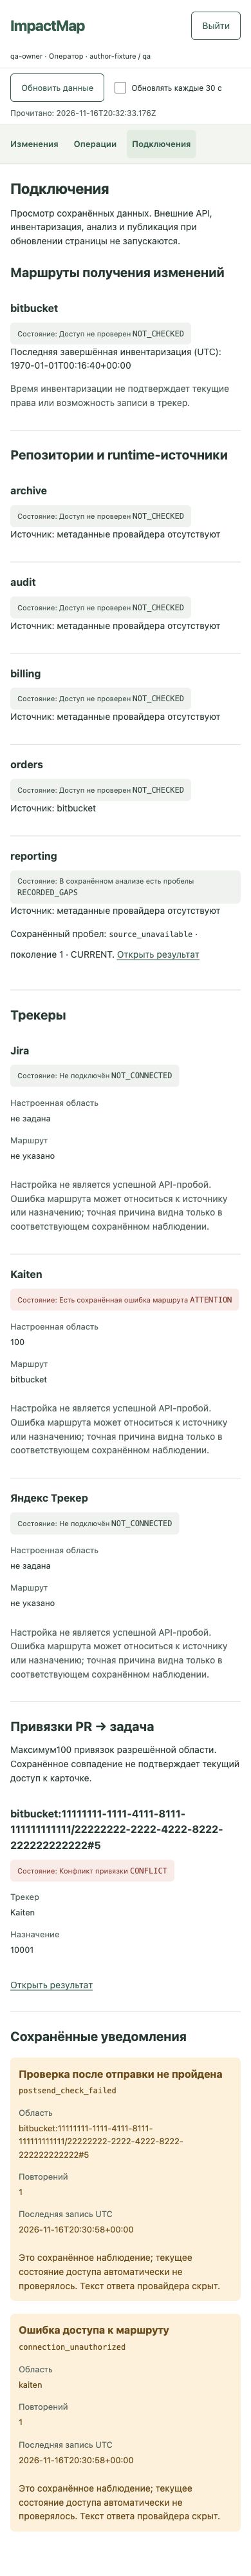 ImpactMap
Выйти
qa-owner · Оператор · author-fixture / qa
Обновить данные
Обновлять каждые 30 с
Прочитано: 2026-11-16T20:32:33.176Z
Изменения Операции Подключения
Подключения
Просмотр сохранённых данных. Внешние API,
инвентаризация, анализ и публикация при
обновлении страницы не запускаются.
Маршруты получения изменений
bitbucket
Состояние: Доступ не проверен NOT_CHECKED
Последняя завершённая инвентаризация (UTC):
1970-01-01T00:16:40+00:00
Время инвентаризации не подтверждает текущие
права или возможность записи в трекер.
Репозитории и runtime-источники
archive
Состояние: Доступ не проверен NOT_CHECKED
Источник: метаданные провайдера отсутствуют
audit
Состояние: Доступ не проверен NOT_CHECKED
Источник: метаданные провайдера отсутствуют
billing
Состояние: Доступ не проверен NOT_CHECKED
Источник: метаданные провайдера отсутствуют
orders
Состояние: Доступ не проверен NOT_CHECKED
Источник: bitbucket
reporting
Состояние: В сохранённом анализе есть пробелы
RECORDED_GAPS
Источник: метаданные провайдера отсутствуют
Сохранённый пробел: source_unavailable ·
поколение 1 · CURRENT. Открыть результат
Трекеры
Jira
Состояние: Не подключён NOT_CONNECTED
Настроенная область
не задана
Маршрут
не указано
Настройка не является успешной API-пробой.
Ошибка маршрута может относиться к источнику
или назначению; точная причина видна только в
соответствующем сохранённом наблюдении.
Kaiten
Состояние: Есть сохранённая ошибка маршрута ATTENTION
Настроенная область
100
Маршрут
bitbucket
Настройка не является успешной API-пробой.
Ошибка маршрута может относиться к источнику
или назначению; точная причина видна только в
соответствующем сохранённом наблюдении.
Яндекс Трекер
Состояние: Не подключён NOT_CONNECTED
Настроенная область
не задана
Маршрут
не указано
Настройка не является успешной API-пробой.
Ошибка маршрута может относиться к источнику
или назначению; точная причина видна только в
соответствующем сохранённом наблюдении.
Привязки PR → задача
Максимум100 привязок разрешённой области.
Сохранённое совпадение не подтверждает текущий
доступ к карточке.
bitbucket:11111111-1111-4111-8111-
111111111111/22222222-2222-4222-8222-
222222222222#5
Состояние: Конфликт привязки CONFLICT
Трекер
Kaiten
Назначение
10001
Открыть результат
Сохранённые уведомления
Проверка после отправки не пройдена
postsend_check_failed
Область
bitbucket:11111111-1111-4111-8111-
111111111111/22222222-2222-4222-8222-
222222222222#5
Повторений
1
Последняя запись UTC
2026-11-16T20:30:58+00:00
Это сохранённое наблюдение; текущее
состояние доступа автоматически не
проверялось. Текст ответа провайдера скрыт.
Ошибка доступа к маршруту
connection_unauthorized
Область
kaiten
Повторений
1
Последняя запись UTC
2026-11-16T20:30:58+00:00
Это сохранённое наблюдение; текущее
состояние доступа автоматически не
проверялось. Текст ответа провайдера скрыт.